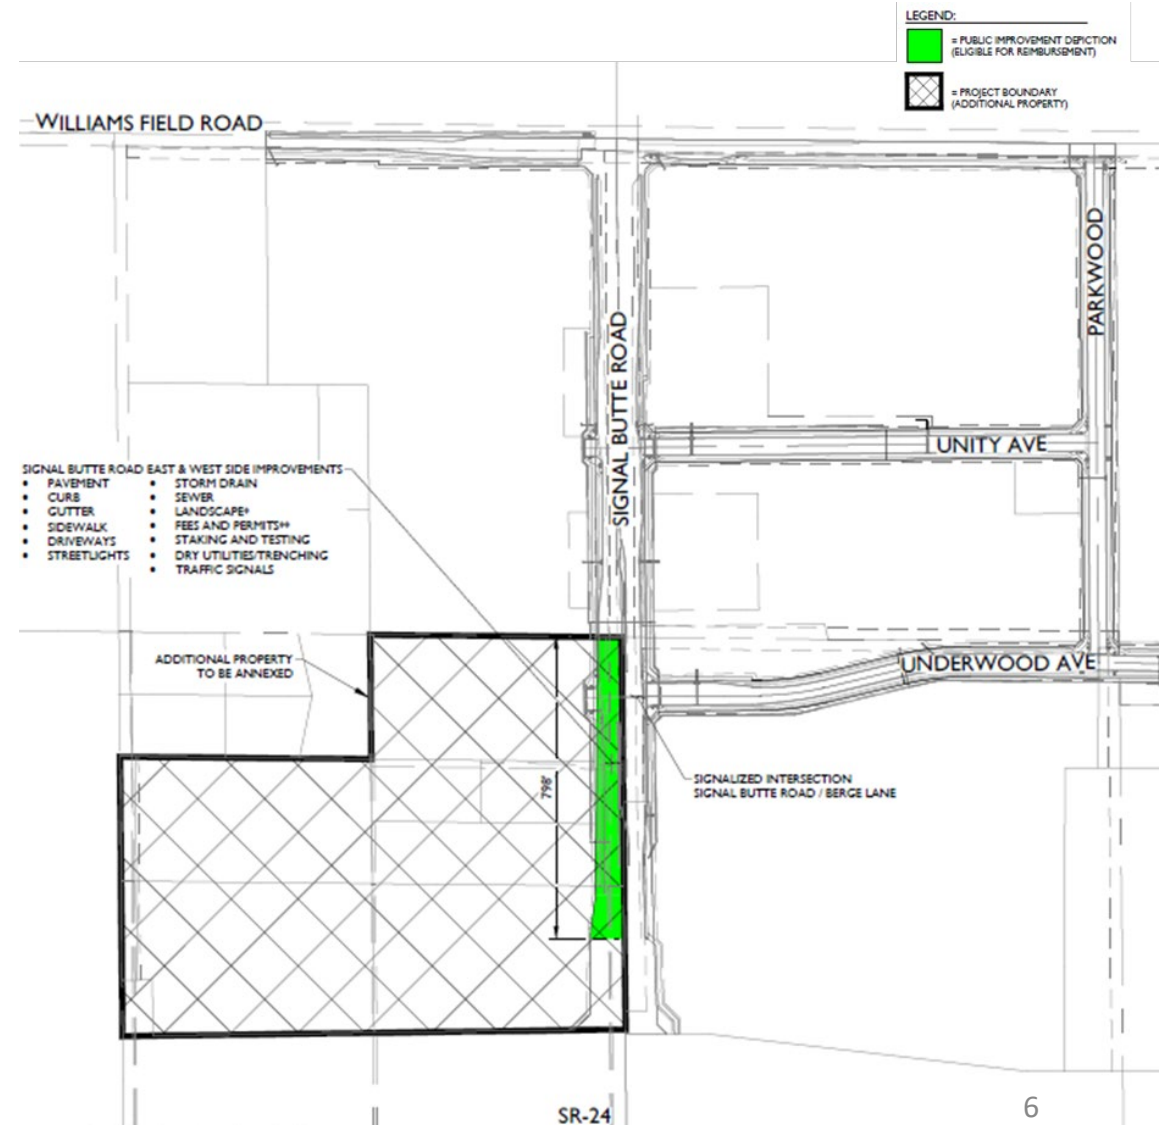 LEGEND:
= PUBLIC IMPROVEMENT DEPICTION
(ELIGIBLE FOR REIMBURSEMENT)
= PROJECT BOUNDARY
(ADDITIONAL PROPERTY)
WILLIAMS FIELD ROAD
PARKWOOD
SIGNAL BUTTE ROAD
UNITY AVE
SIGNAL BUTTE ROAD EAST & WEST SIDE IMPROVEMENTS
• PAVEMENT
• CURB
• GUTTER
• SIDEWALK
• DRIVEWAYS
• STREETLIGHTS
• STORM DRAIN
• SEWER
• LANDSCAPE*
• FEES AND PERMITS**
• STAKING AND TESTING
• DRY UTILITIES/TRENCHING
• TRAFFIC SIGNALS
ADDITIONAL PROPERTY
TO BE ANNEXED
UNDERWOOD AVE
798'
SIGNALIZED INTERSECTION
SIGNAL BUTTE ROAD / BERGE LANE
SR-24
6